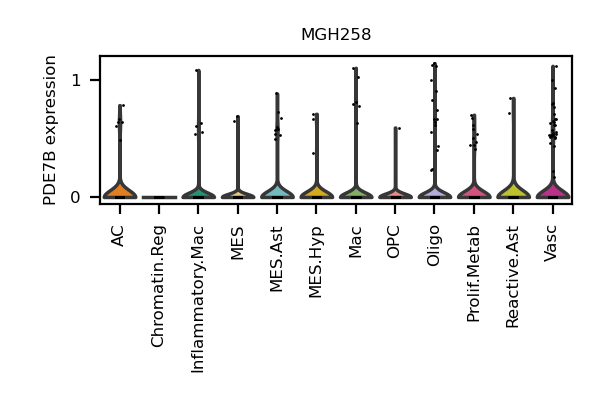 MGH258
PDE7B expression
1
0
AC
Chromatin.Reg
Inflammatory.Mac
MES
MES.Ast
MES.Hyp
Mac
OPC
Oligo
Prolif.Metab
Reactive.Ast
Vasc